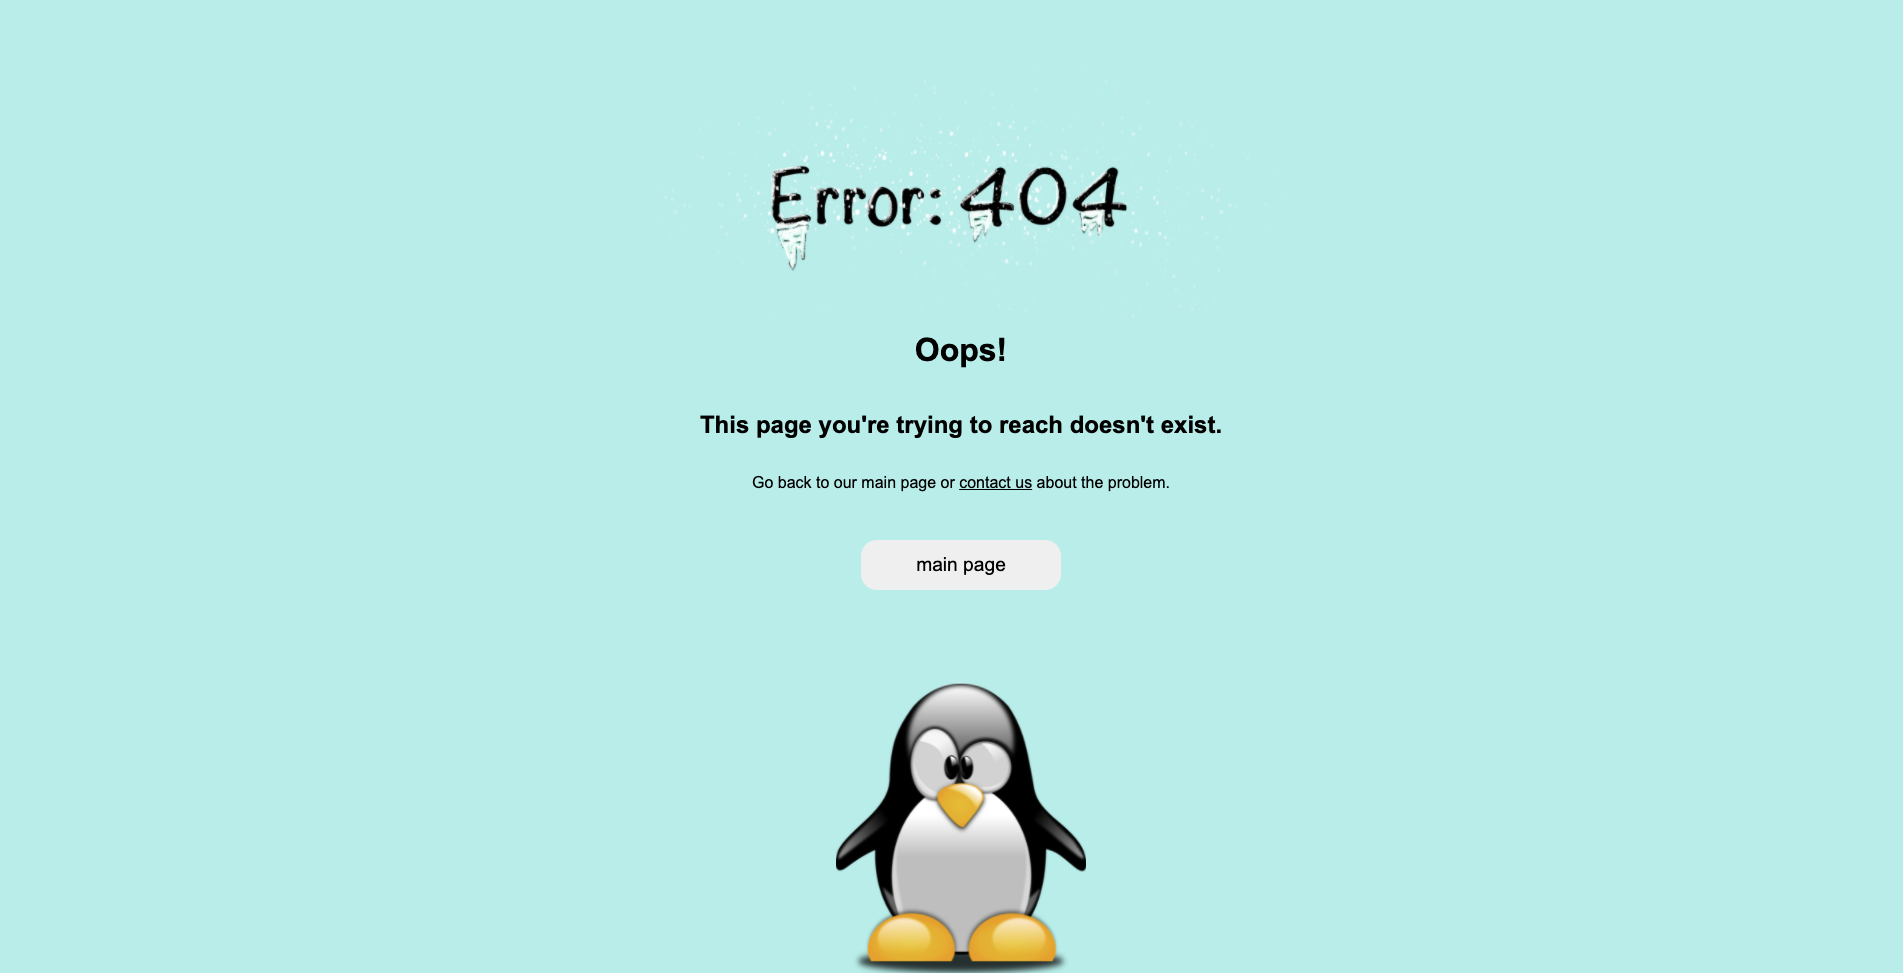 Error: 404
Oops!
This page you're trying to reach doesn't exist.
Go back to our main page or contact us about the problem.
main page